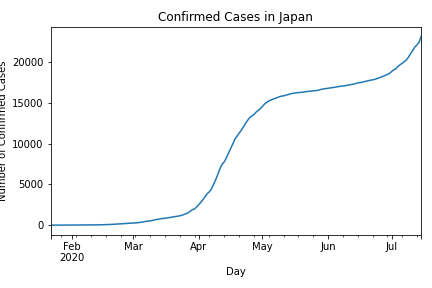 Confirmed Cases in Japan
Number of Confirmed Cases
20000
15000
10000
5000
0
Feb Mar Apr May Jun Jul
2020
Day